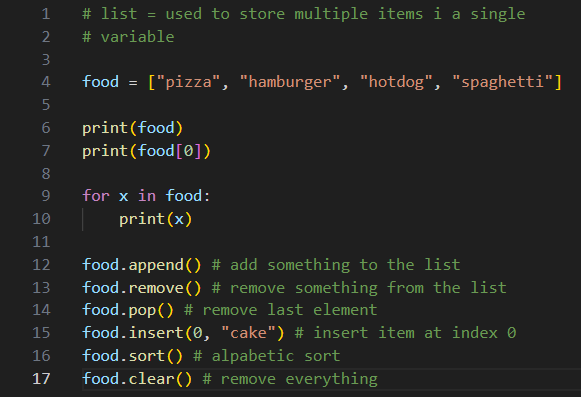 1 # list = used to store multiple items i a single
2 # variable
3
4 food = ["pizza", "hamburger", "hotdog", "spaghetti"]
5
6 print(food)
7 print(food[0])
8
9 for x in food:
10     print(x)
11
12 food.append() # add something to the list
13 food.remove() # remove something from the list
14 food.pop() # remove last element
15 food.insert(0, "cake") # insert item at index 0
16 food.sort() # alpabetic sort
17 food.clear() # remove everything